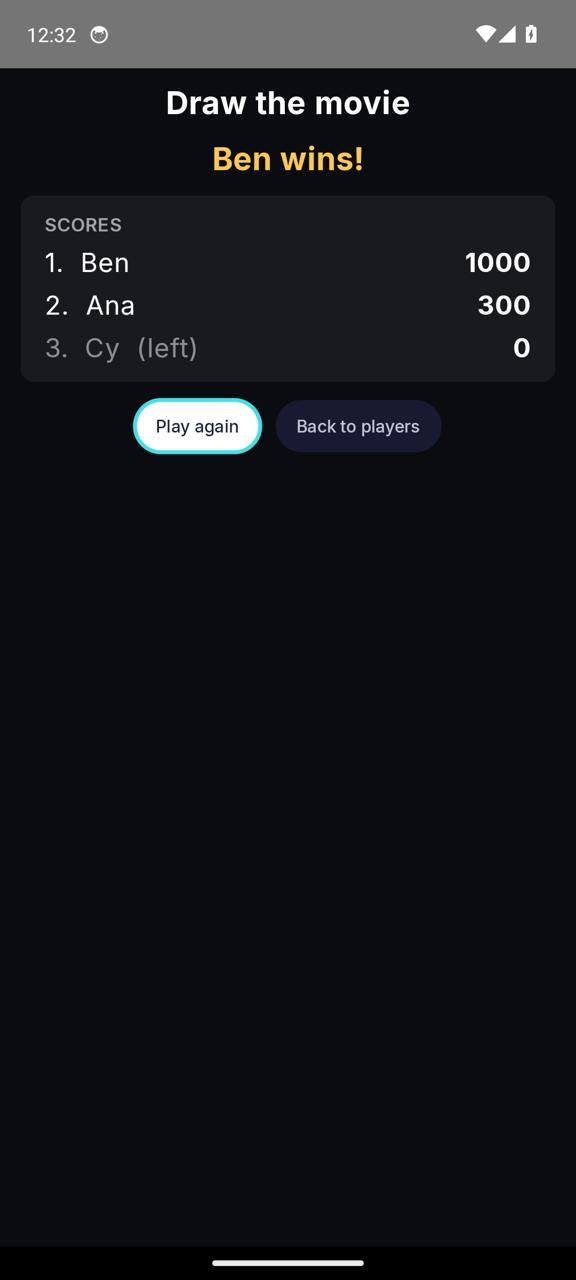 12:32
Draw the movie
Ben wins!
SCORES
1. Ben 1000
2. Ana 300
3. Cy (left) 0
Play again Back to players